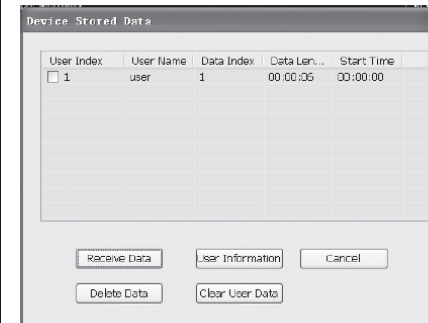 Device Stored Data
User Index User Name Data Index Data Len... Start Time
1 user 1 00:00:06 00:00:00
Receive Data User Information Cancel
Delete Data Clear User Data